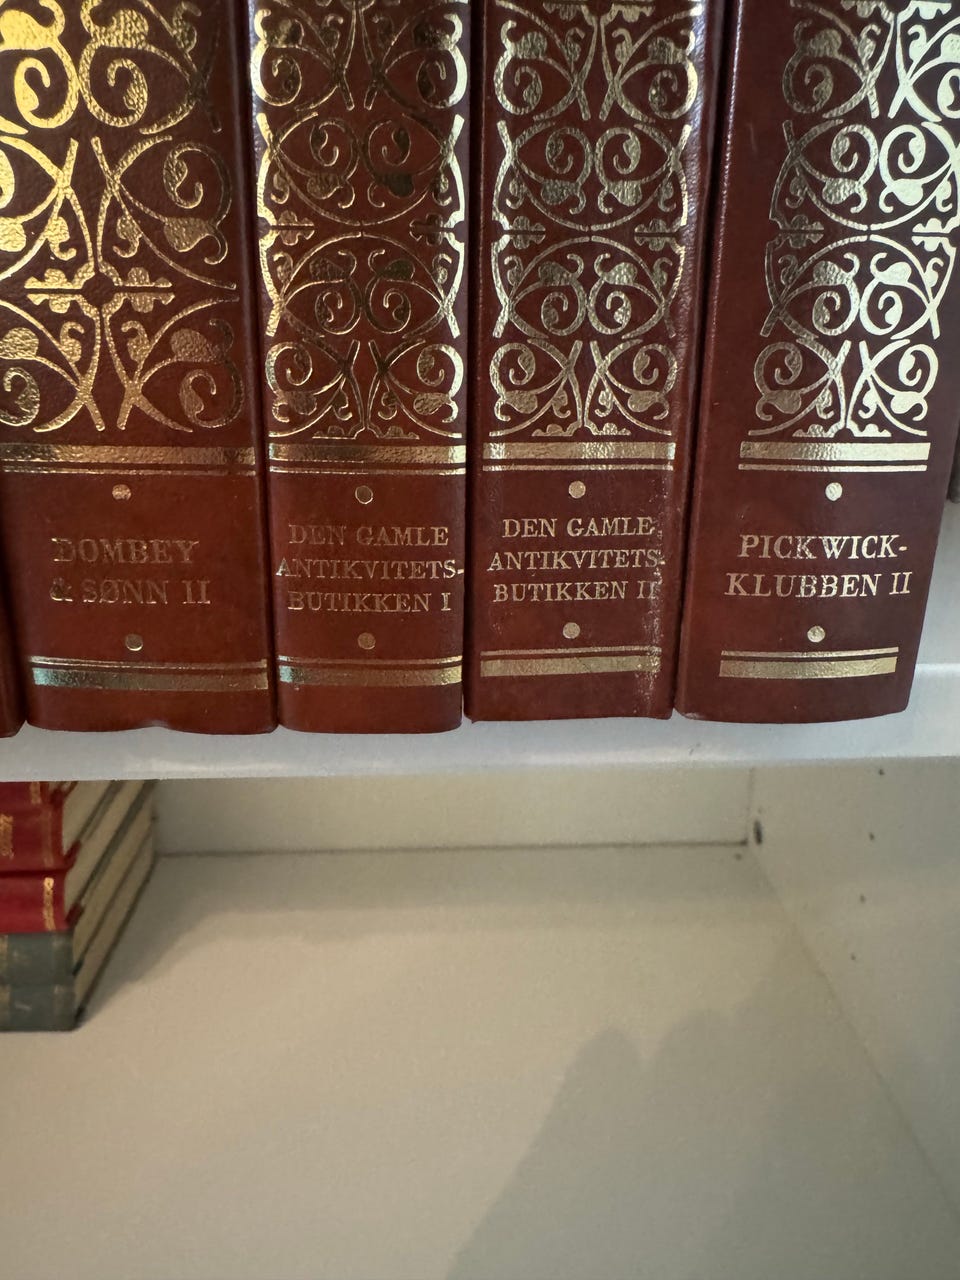 DOMBEY
& SØNN II
DEN GAMLE
ANTIKVITETS-
BUTIKKEN I
DEN GAMLE
ANTIKVITETS-
BUTIKKEN II
PICKWICK-
KLUBBEN II